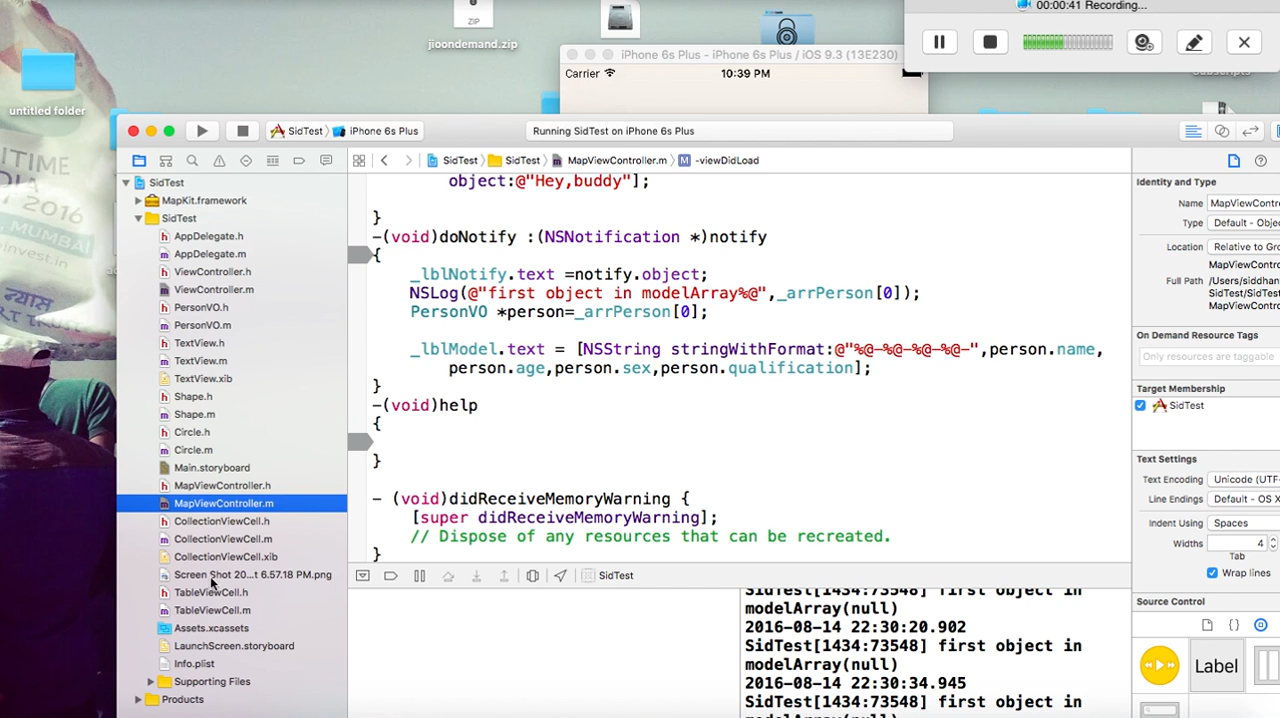 00:00:41 Recording...
ZIP
jioondemand.zip
untitled folder
iPhone 6s Plus - iPhone 6s Plus / iOS 9.3 (13E230)
Carrier
10:39 PM
SidTest
iPhone 6s Plus
Running SidTest on iPhone 6s Plus
SidTest
SidTest
MapViewController.m
M
-viewDidLoad
SidTest
MapKit.framework
SidTest
h AppDelegate.h
m AppDelegate.m
h ViewController.h
m ViewController.m
h PersonVO.h
m PersonVO.m
h TextView.h
m TextView.m
TextView.xib
h Shape.h
m Shape.m
h Circle.h
m Circle.m
Main.storyboard
h MapViewController.h
m MapViewController.m
h CollectionViewCell.h
m CollectionViewCell.m
CollectionViewCell.xib
Screen Shot 20...t 6.57.18 PM.png
h TableViewCell.h
m TableViewCell.m
Assets.xcassets
LaunchScreen.storyboard
Info.plist
Supporting Files
Products
object:@"Hey,buddy"];
}
-(void)doNotify :(NSNotification *)notify
{
_lblNotify.text =notify.object;
NSLog(@"first object in modelArray%@",_arrPerson[0]);
PersonVO *person=_arrPerson[0];
_lblModel.text = [NSString stringWithFormat:@"%@-%@-%@-%@-",person.name,
person.age,person.sex,person.qualification];
}
-(void)help
{
}
- (void)didReceiveMemoryWarning {
[super didReceiveMemoryWarning];
// Dispose of any resources that can be recreated.
}
SidTest
SidTest[1434:73548] first object in
modelArray(null)
2016-08-14 22:30:20.902
SidTest[1434:73548] first object in
modelArray(null)
2016-08-14 22:30:34.945
SidTest[1434:73548] first object in
Identity and Type
Name MapViewContr
Type Default - Obje
Location Relative to Gr
MapViewContr
Full Path /Users/siddhan
SidTest/SidTes
MapViewContr
On Demand Resource Tags
Only resources are taggable
Target Membership
SidTest
Text Settings
Text Encoding Unicode (UTF-
Line Endings Default - OS X
Indent Using Spaces
Widths 4
Tab
Wrap lines
Source Control
{ }
Label